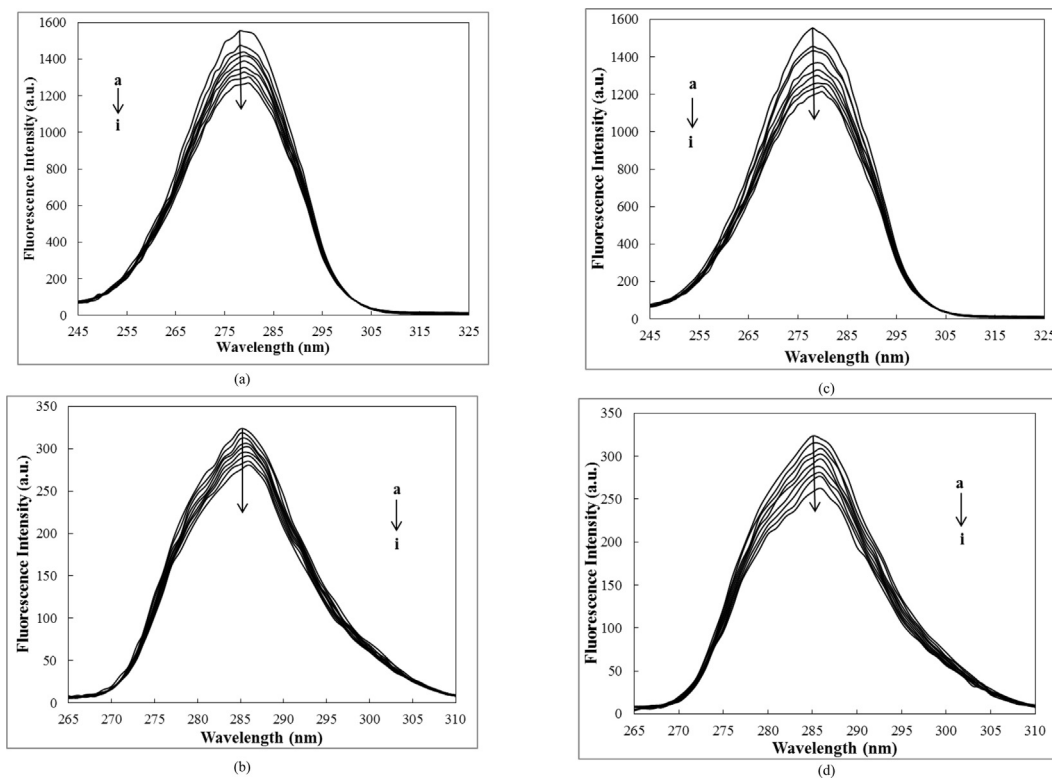 1600
1400
1200
1000
800
600
400
200
0
Fluorescence Intensity (a.u.)
a
i
245 255 265 275 285 295 305 315 325
Wavelength (nm)
(a)
1600
1400
1200
1000
800
600
400
200
0
Fluorescence Intensity (a.u.)
a
i
245 255 265 275 285 295 305 315 325
Wavelength (nm)
(c)
350
300
250
200
150
100
50
0
Fluorescence Intensity (a.u.)
a
i
265 270 275 280 285 290 295 300 305 310
Wavelength (nm)
(b)
350
300
250
200
150
100
50
0
Fluorescence Intensity (a.u.)
a
i
265 270 275 280 285 290 295 300 305 310
Wavelength (nm)
(d)